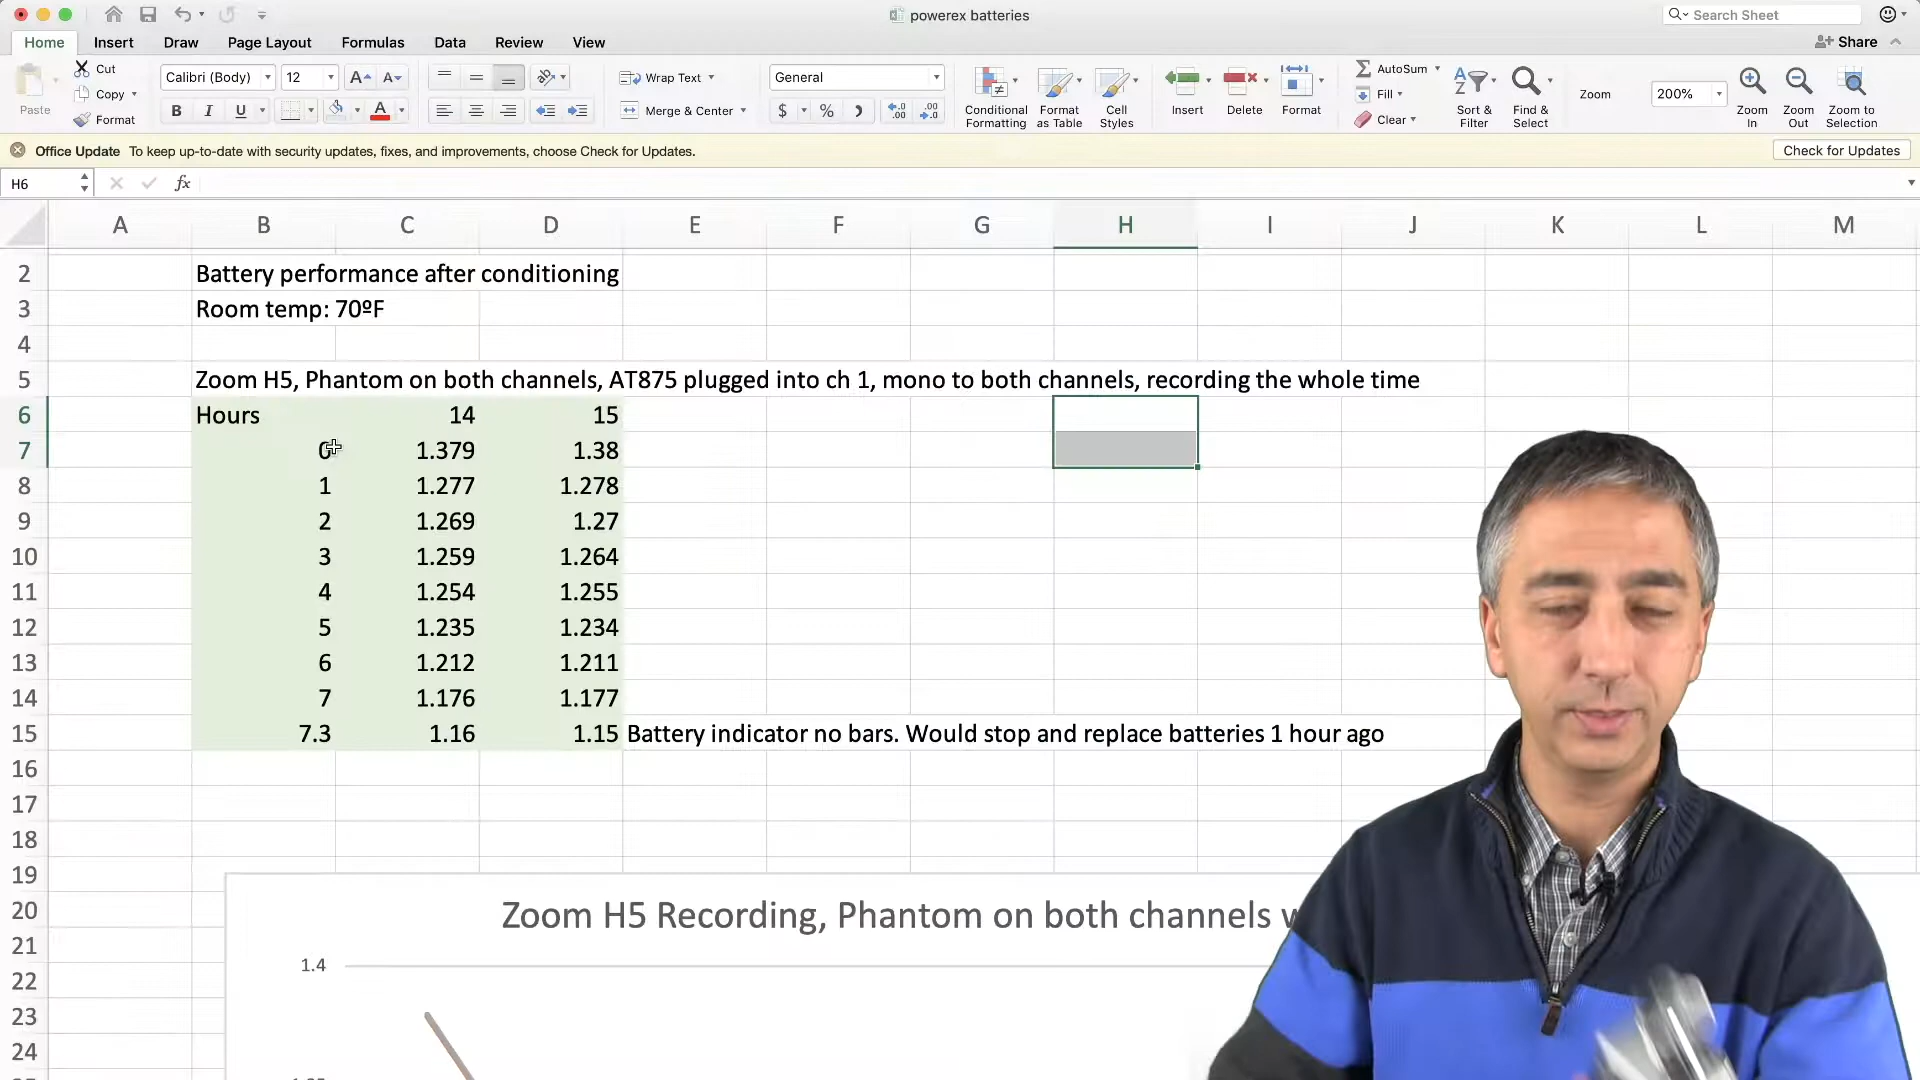 powerex batteries
Search Sheet
Home Insert Draw Page Layout Formulas Data Review View
Share
Paste
Cut
Copy
Format
Calibri (Body) 12
B I U
Wrap Text
Merge & Center
General
$ %
Conditional Formatting
Format as Table
Cell Styles
Insert
Delete
Format
AutoSum
Fill
Clear
Sort & Filter
Find & Select
Zoom 200%
Zoom In
Zoom Out
Zoom to Selection
Office Update To keep up-to-date with security updates, fixes, and improvements, choose Check for Updates.
Check for Updates
H6 fx
A B C D E F G H I J K L M
2 Battery performance after conditioning
3 Room temp: 70ºF
4
5 Zoom H5, Phantom on both channels, AT875 plugged into ch 1, mono to both channels, recording the whole time
6 Hours 14 15
7 0 1.379 1.38
8 1 1.277 1.278
9 2 1.269 1.27
10 3 1.259 1.264
11 4 1.254 1.255
12 5 1.235 1.234
13 6 1.212 1.211
14 7 1.176 1.177
15 7.3 1.16 1.15 Battery indicator no bars. Would stop and replace batteries 1 hour ago
16
17
18
19
20 Zoom H5 Recording, Phantom on both channels
21
22 1.4
23
24